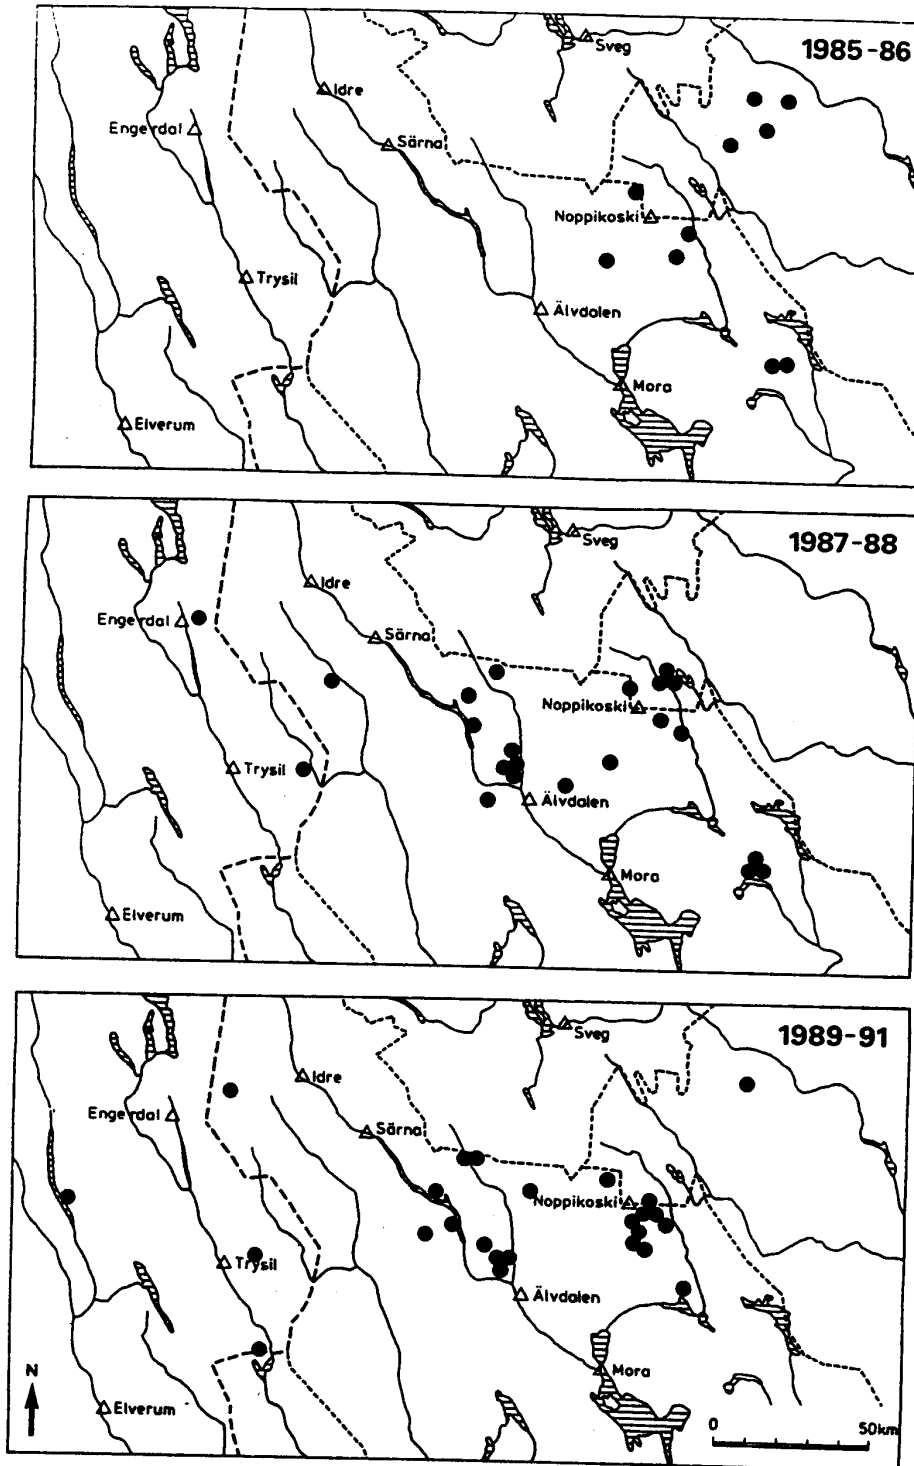 Sveg
1985-86
Idre
Engerdal
Särna
Noppikoski
Trysil
Älvdalen
Mora
Elverum
Sveg
1987-88
Idre
Engerdal
Särna
Noppikoski
Trysil
Älvdalen
Mora
Elverum
Sveg
1989-91
Idre
Engerdal
Särna
Noppikoski
Trysil
Älvdalen
N
Mora
Elverum
0 50km